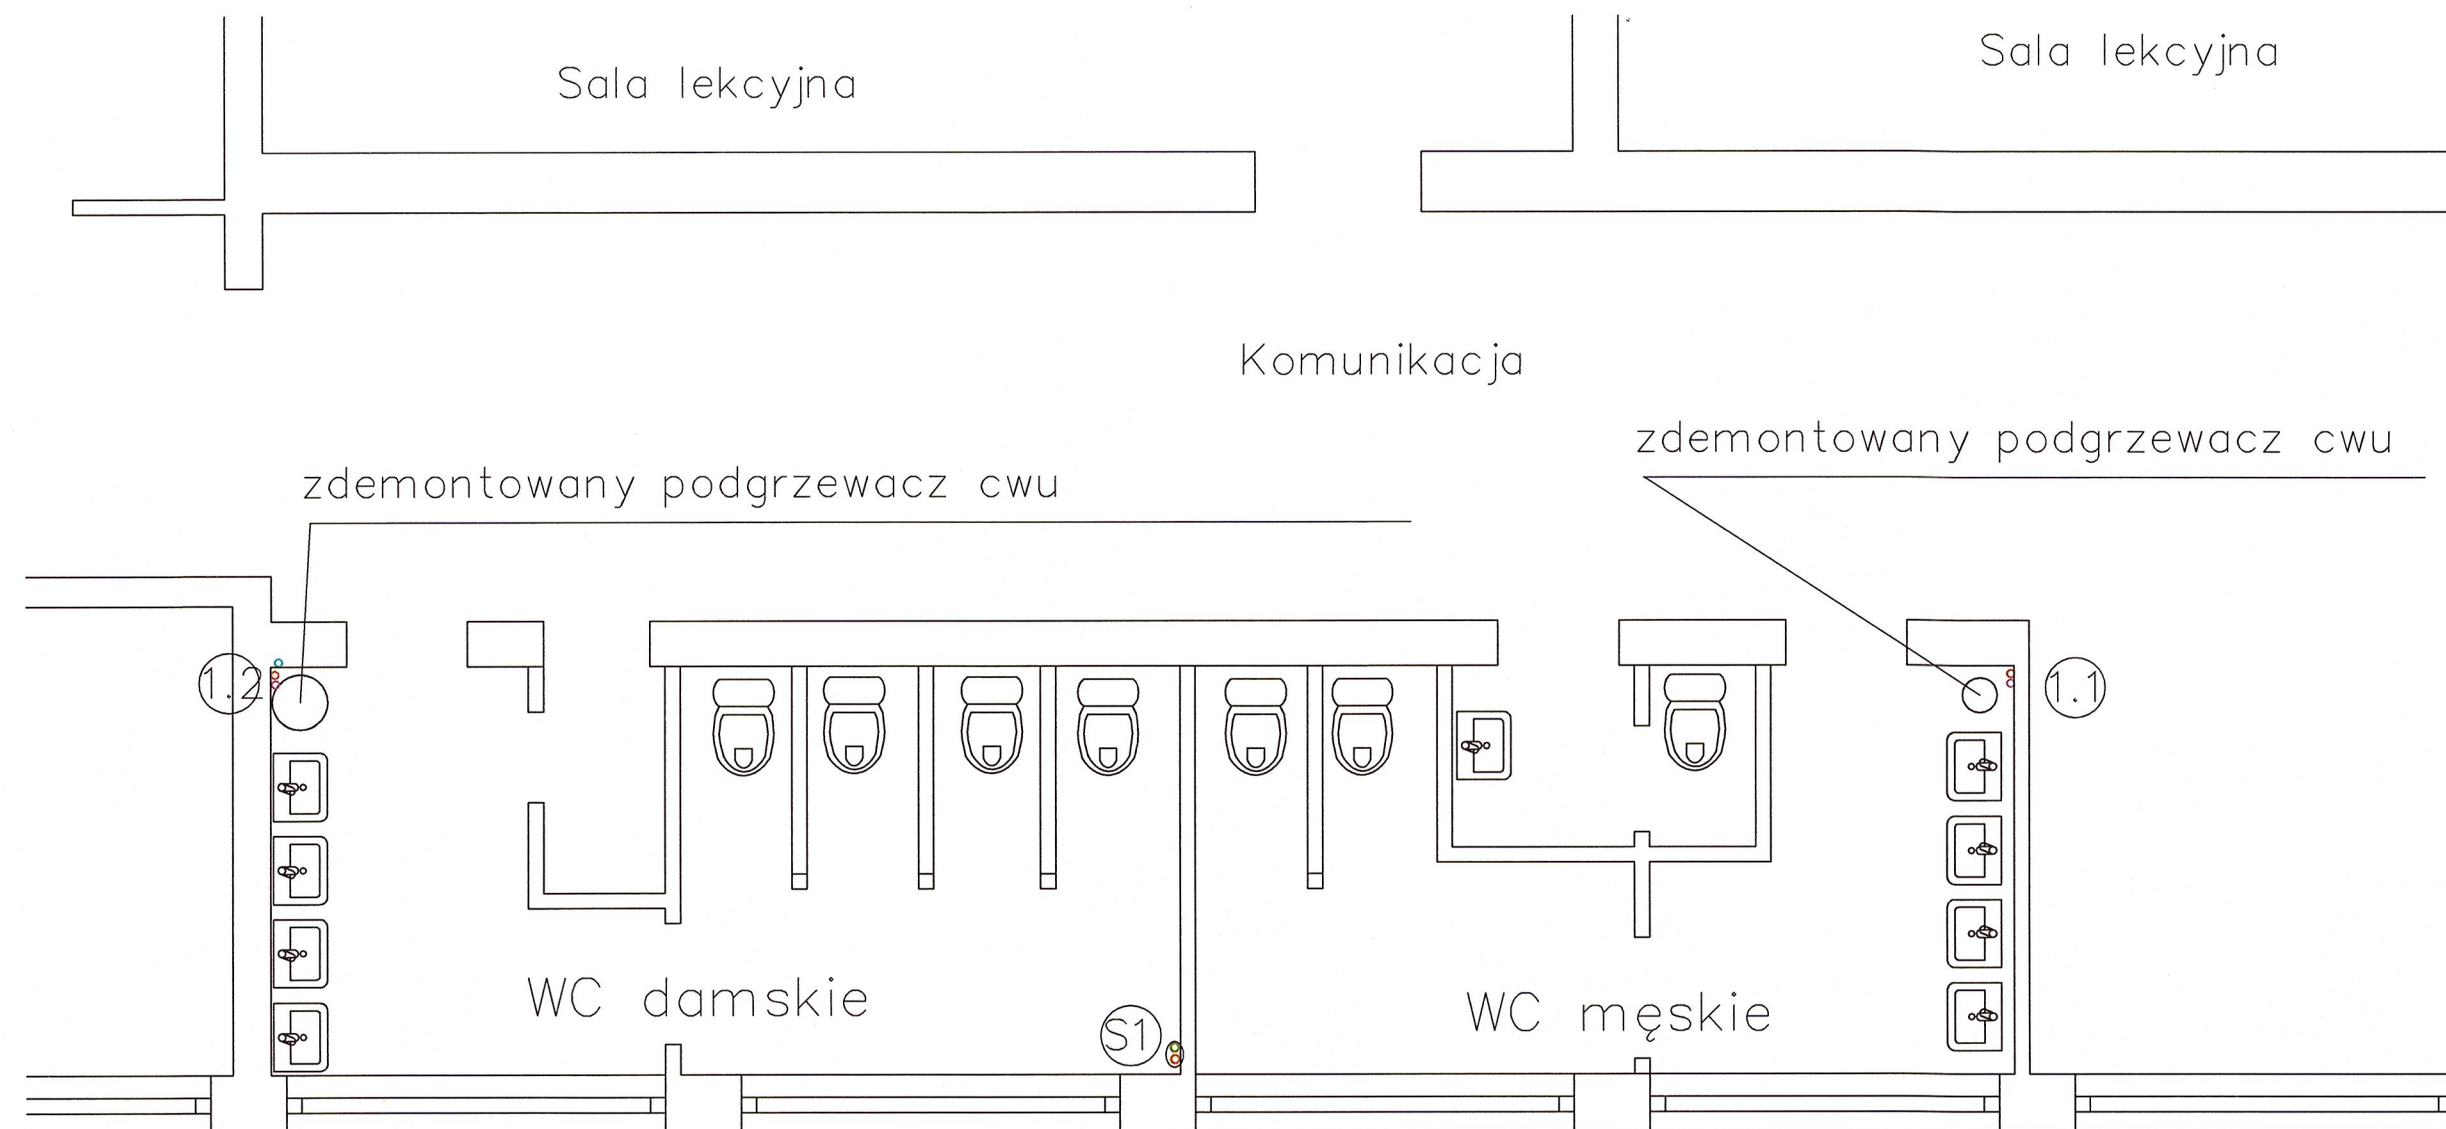 Sala lekcyjna
Sala lekcyjna
Komunikacja
zdemontowany podgrzewacz cwu
zdemontowany podgrzewacz cwu
1.2
1.1
WC damskie
S1
WC męskie